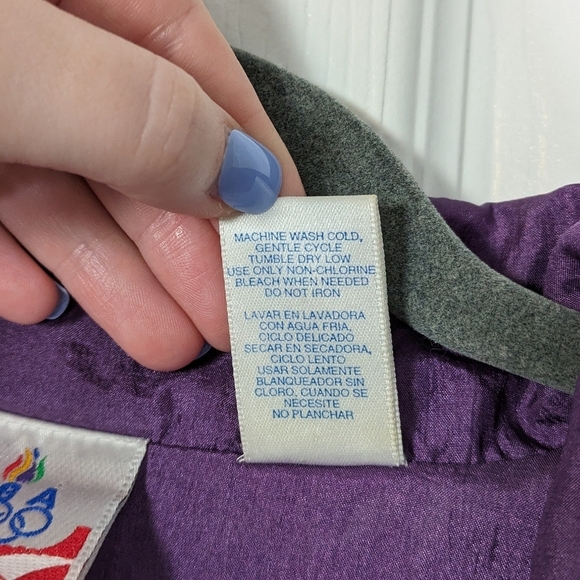 MACHINE WASH COLD,
GENTLE CYCLE
TUMBLE DRY LOW
USE ONLY NON-CHLORINE
BLEACH WHEN NEEDED
DO NOT IRON
LAVAR EN LAVADORA
CON AGUA FRIA,
CICLO DELICADO
SECAR EN SECADORA,
CICLO LENTO
USAR SOLAMENTE
BLANQUEADOR SIN
CLORO, CUANDO SE
NECESITE
NO PLANCHAR